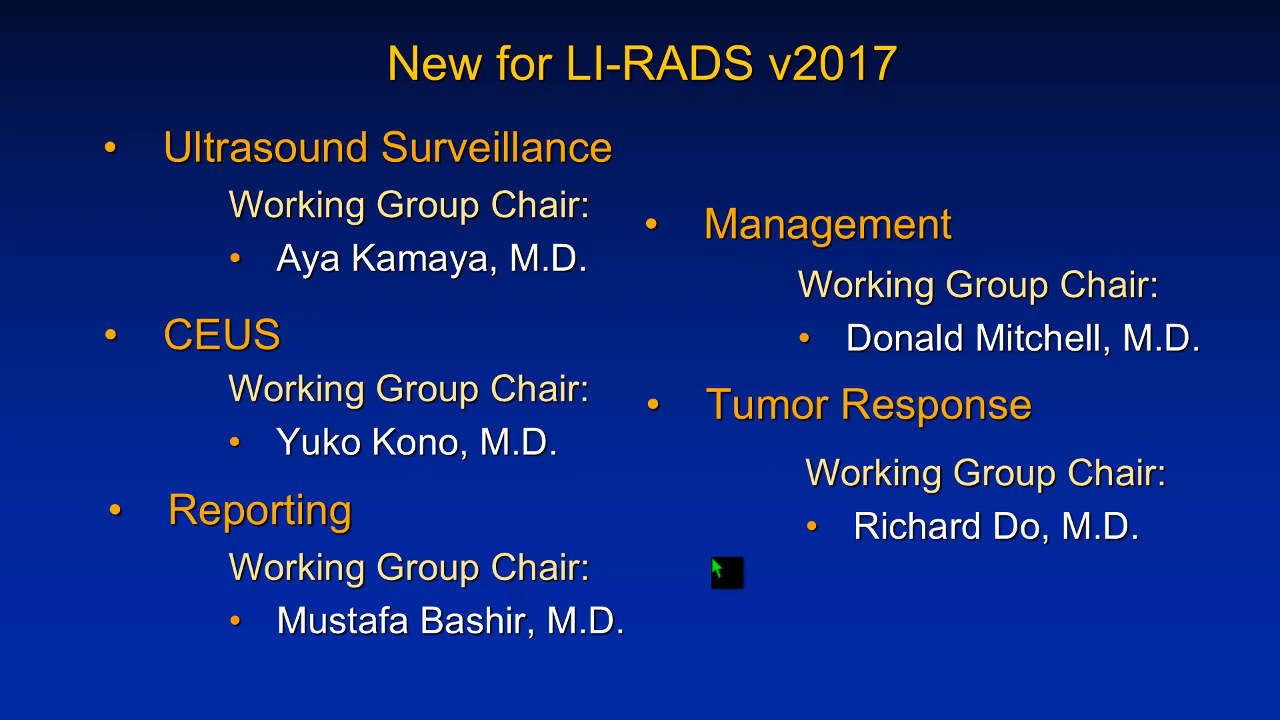 New for LI-RADS v2017
• Ultrasound Surveillance
Working Group Chair:
• Aya Kamaya, M.D.
• CEUS
Working Group Chair:
• Yuko Kono, M.D.
• Reporting
Working Group Chair:
• Mustafa Bashir, M.D.
• Management
Working Group Chair:
• Donald Mitchell, M.D.
• Tumor Response
Working Group Chair:
• Richard Do, M.D.